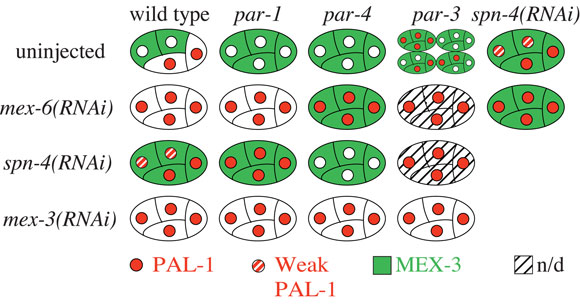 wild type par-1 par-4 par-3 spn-4(RNAi)
uninjected
mex-6(RNAi)
spn-4(RNAi)
mex-3(RNAi)
PAL-1 Weak PAL-1 MEX-3 n/d